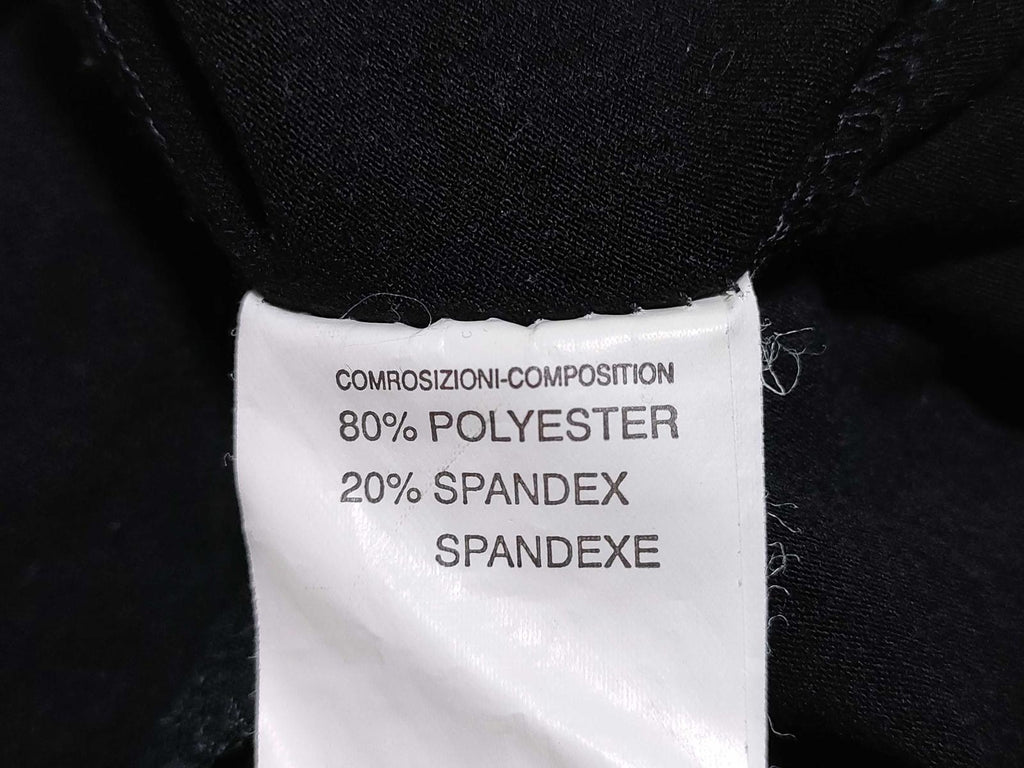 COMROSIZIONI-COMPOSITION
80% POLYESTER
20% SPANDEX
SPANDEXE